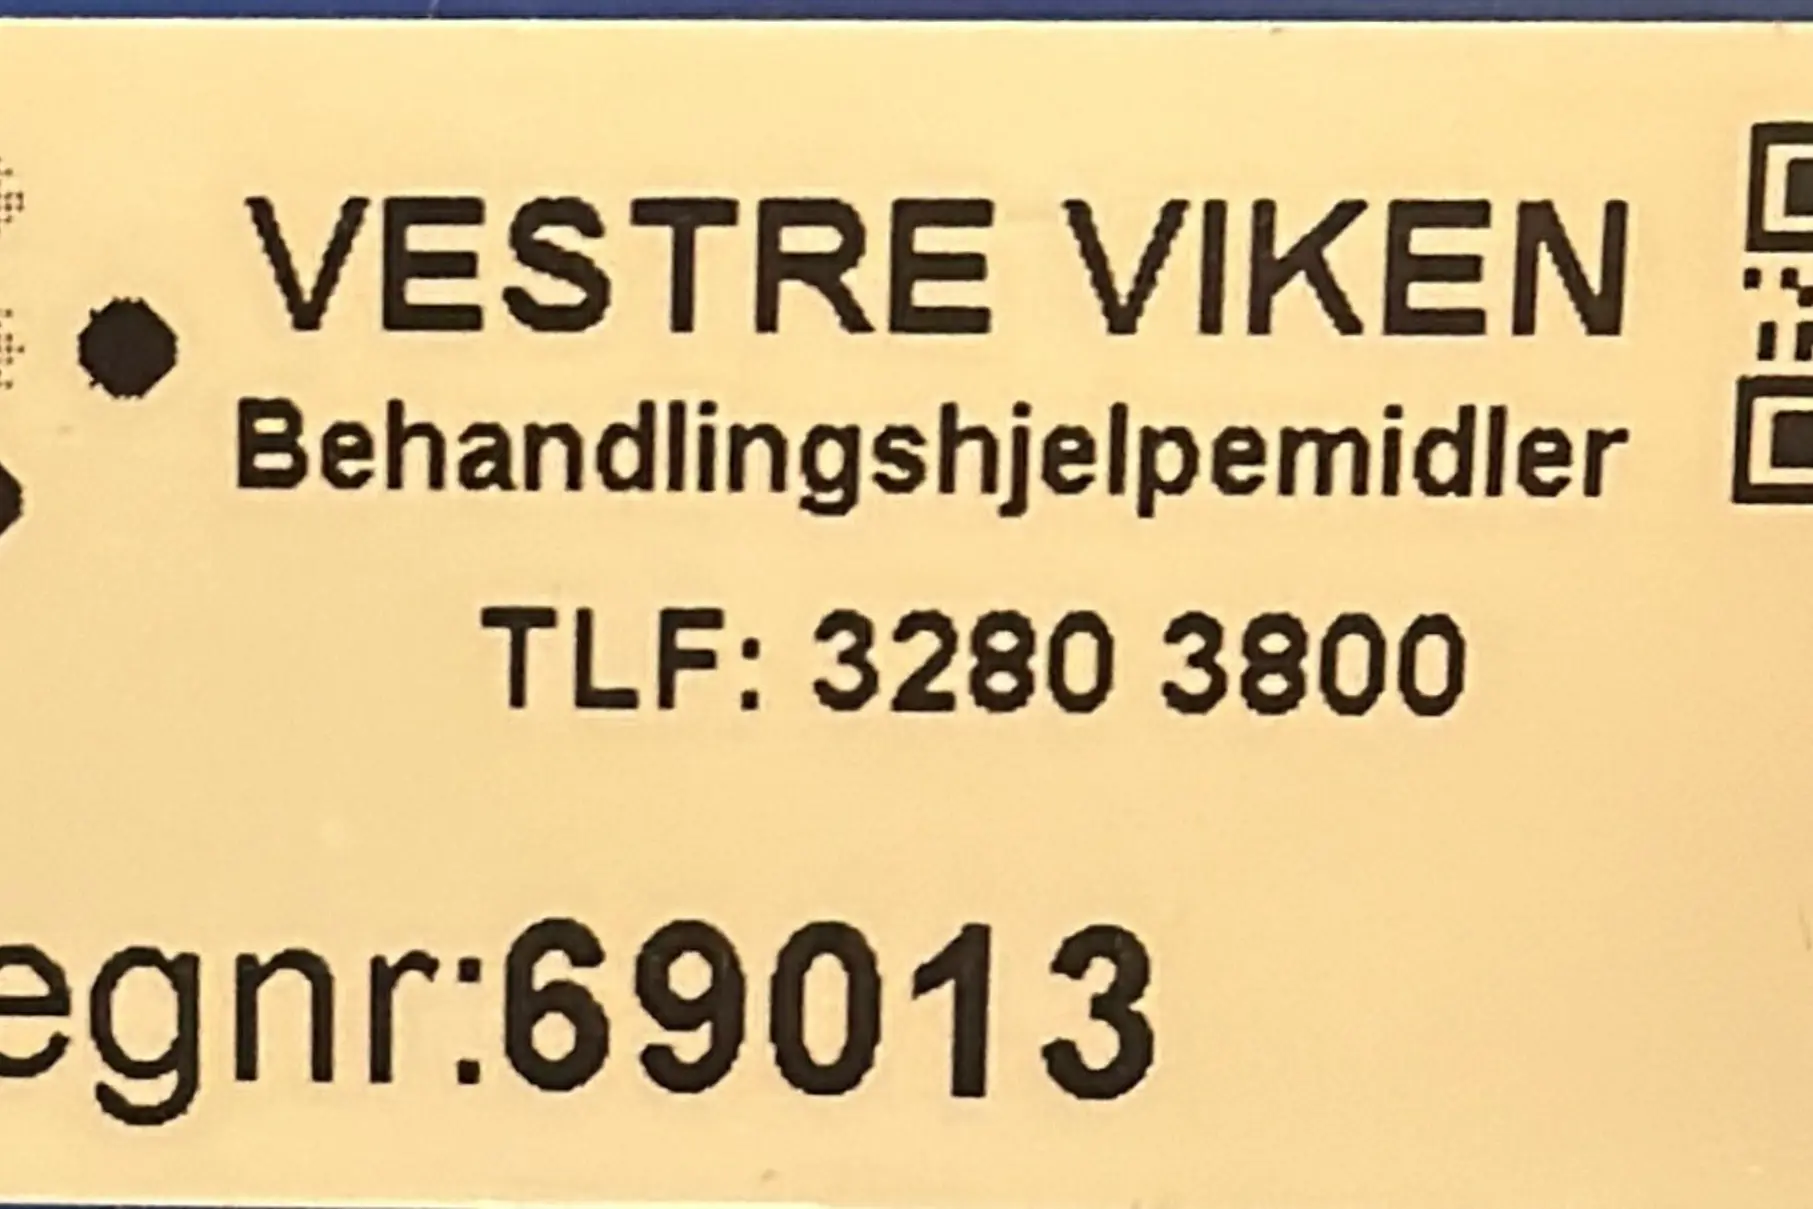 VESTRE VIKEN
Behandlingshjelpemidler
TLF: 3280 3800
egnr:69013